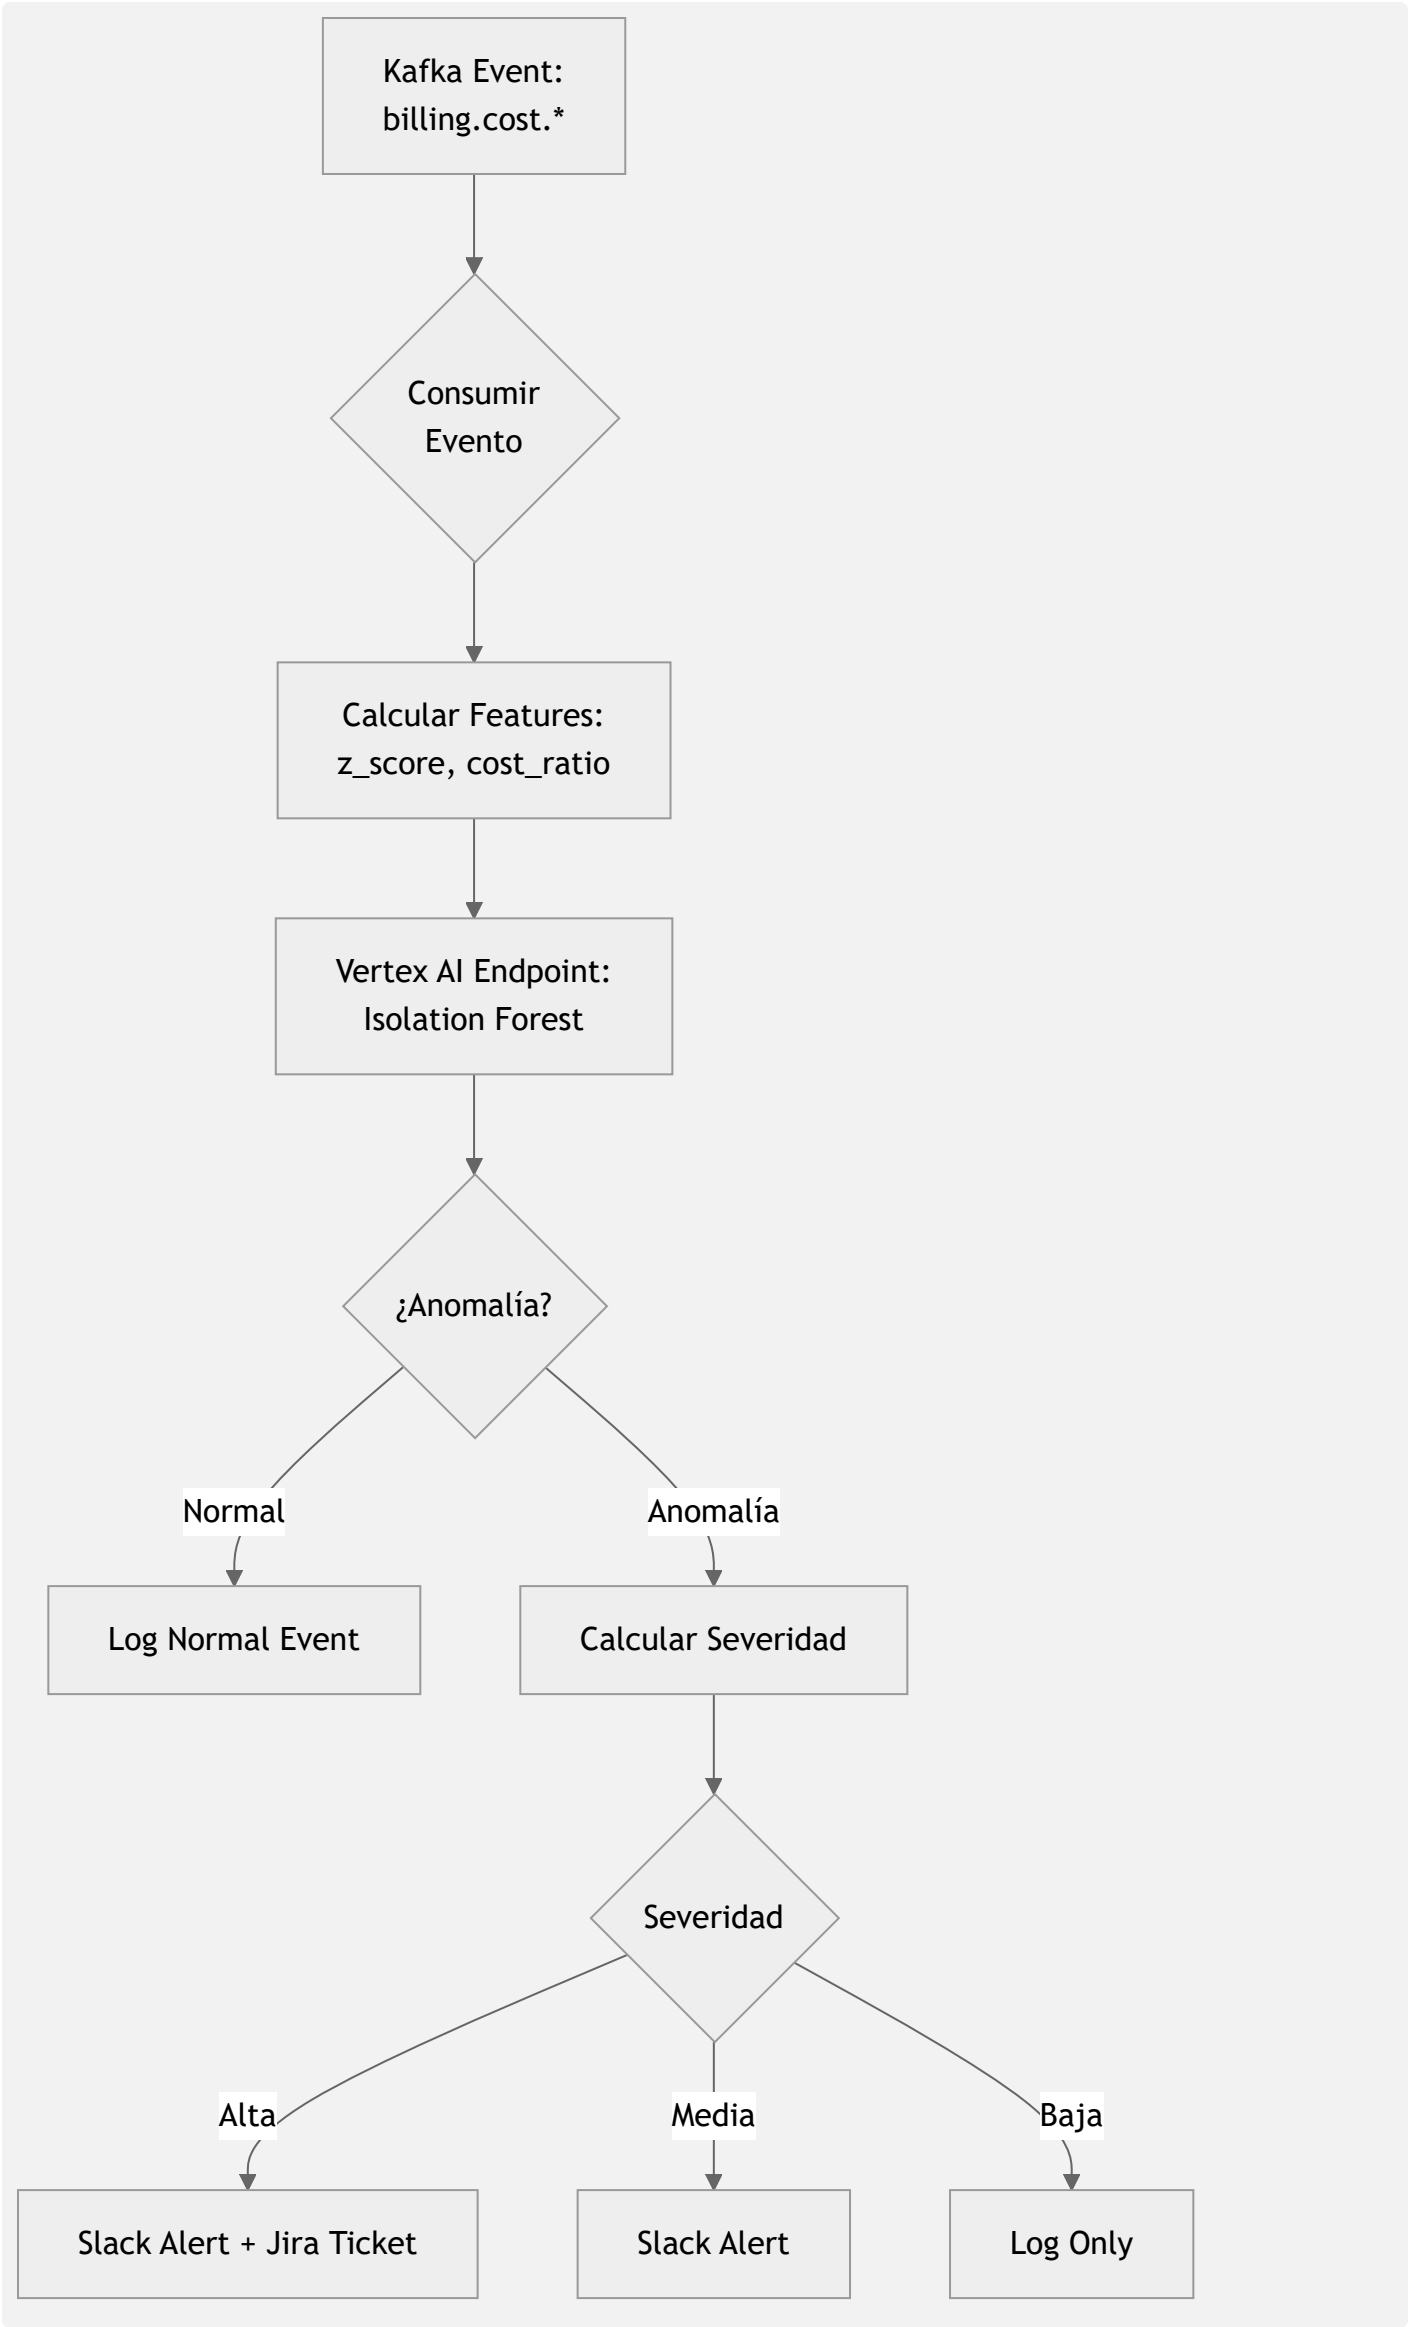 Kafka Event:
billing.cost.*
Consumir
Evento
Calcular Features:
z_score, cost_ratio
Vertex AI Endpoint:
Isolation Forest
¿Anomalía?
Normal
Anomalía
Log Normal Event
Calcular Severidad
Severidad
Alta
Media
Baja
Slack Alert + Jira Ticket
Slack Alert
Log Only